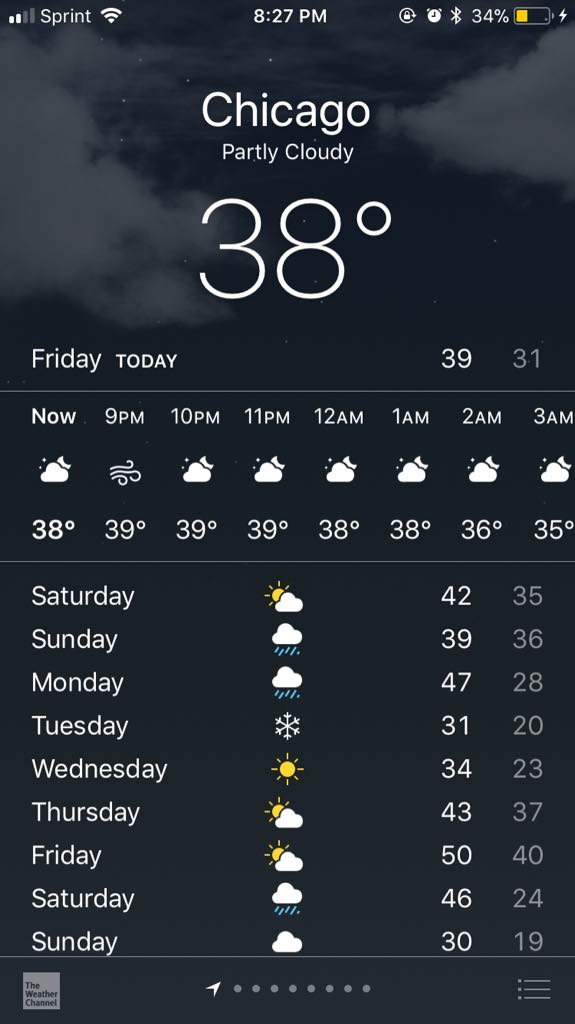 Sprint 8:27 PM 34%
Chicago
Partly Cloudy
38°
Friday TODAY 39 31
Now 9PM 10PM 11PM 12AM 1AM 2AM 3AM
38° 39° 39° 39° 38° 38° 36° 35°
Saturday 42 35
Sunday 39 36
Monday 47 28
Tuesday 31 20
Wednesday 34 23
Thursday 43 37
Friday 50 40
Saturday 46 24
Sunday 30 19
The
Weather
Channel